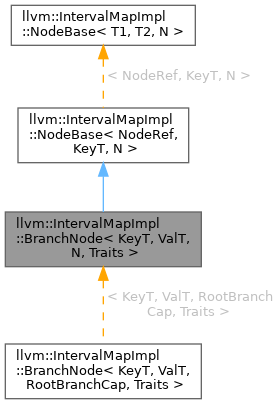 llvm::IntervalMapImpl
::NodeBase< T1, T2, N >
< NodeRef, KeyT, N >
llvm::IntervalMapImpl
::NodeBase< NodeRef,
KeyT, N >
llvm::IntervalMapImpl
::BranchNode< KeyT, ValT,
N, Traits >
< KeyT, ValT, RootBranch
Cap, Traits >
llvm::IntervalMapImpl
::BranchNode< KeyT, ValT,
RootBranchCap, Traits >